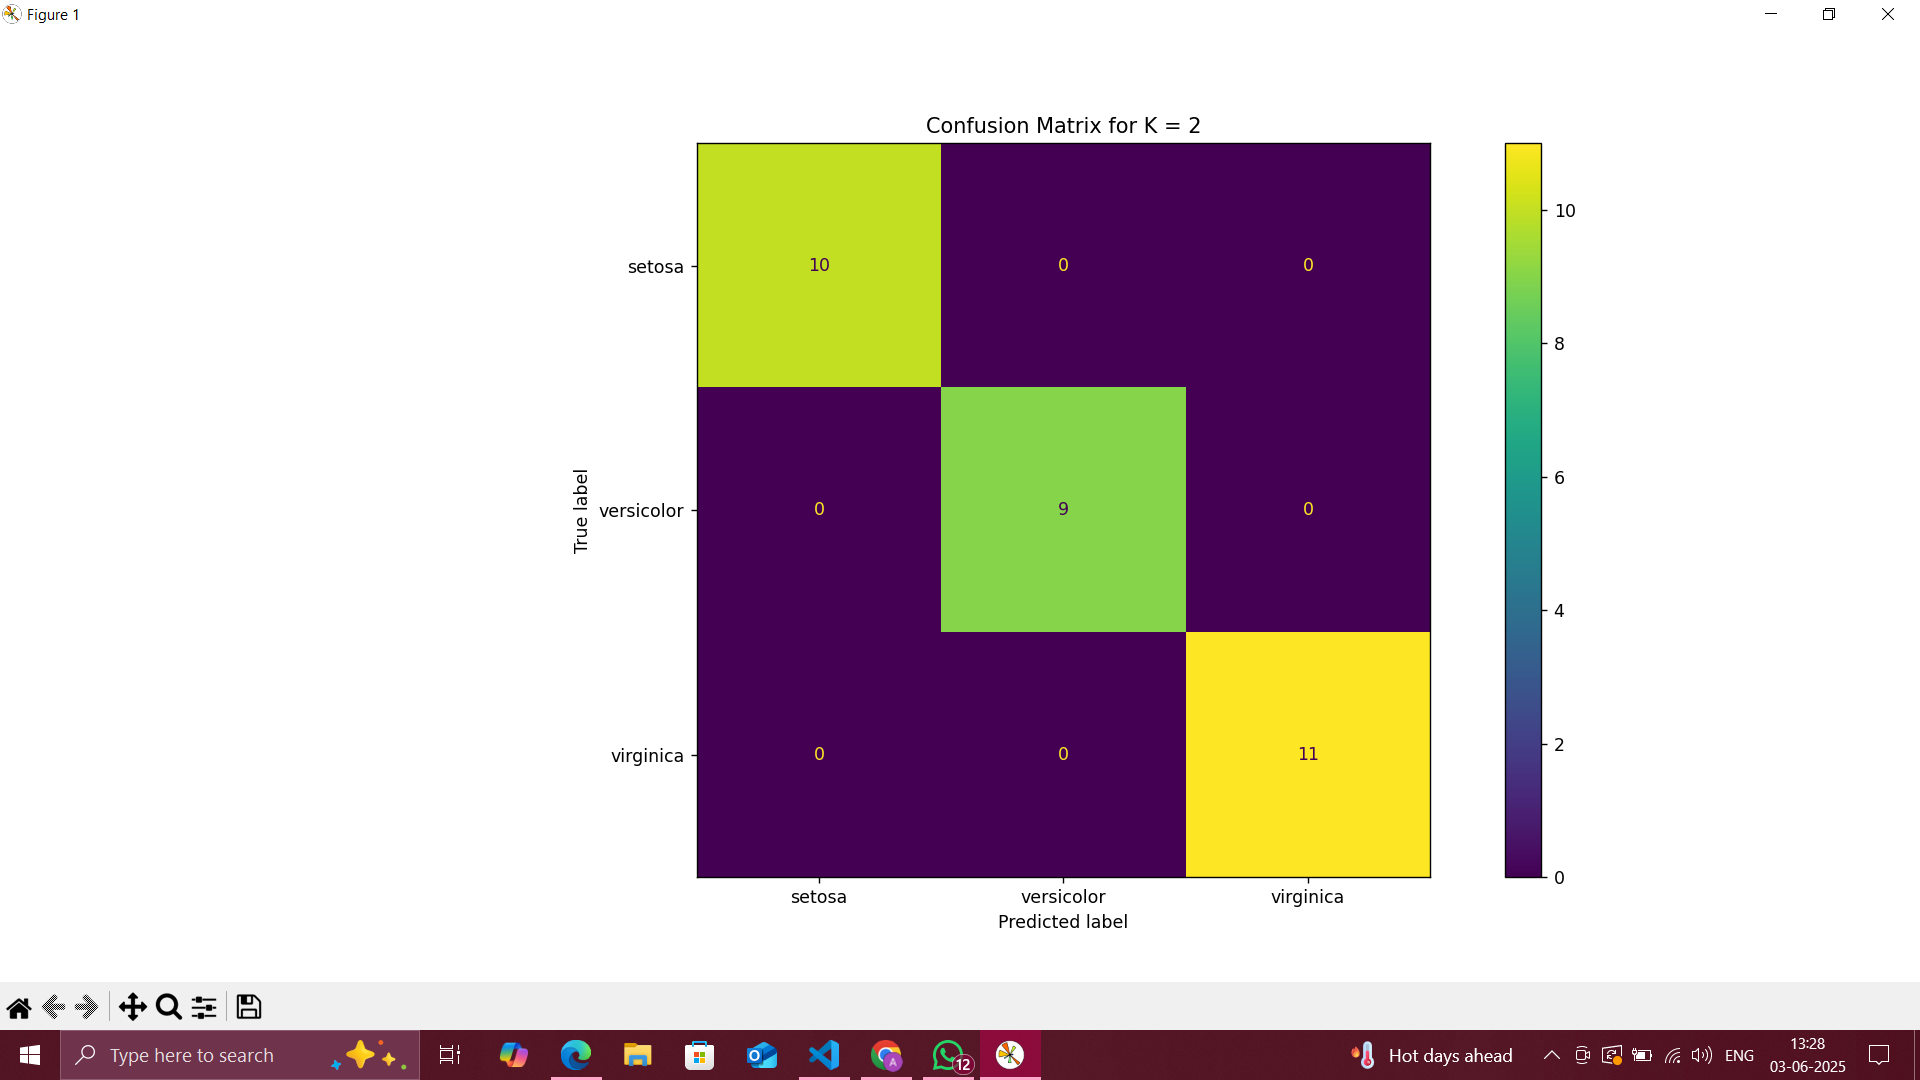 Figure 1
Confusion Matrix for K = 2
10
setosa
10
0
0
8
6
True label
versicolor
0
9
0
4
2
virginica
0
0
11
0
setosa
versicolor
virginica
Predicted label
Type here to search
A
12
Hot days ahead
ENG
13:28
03-06-2025